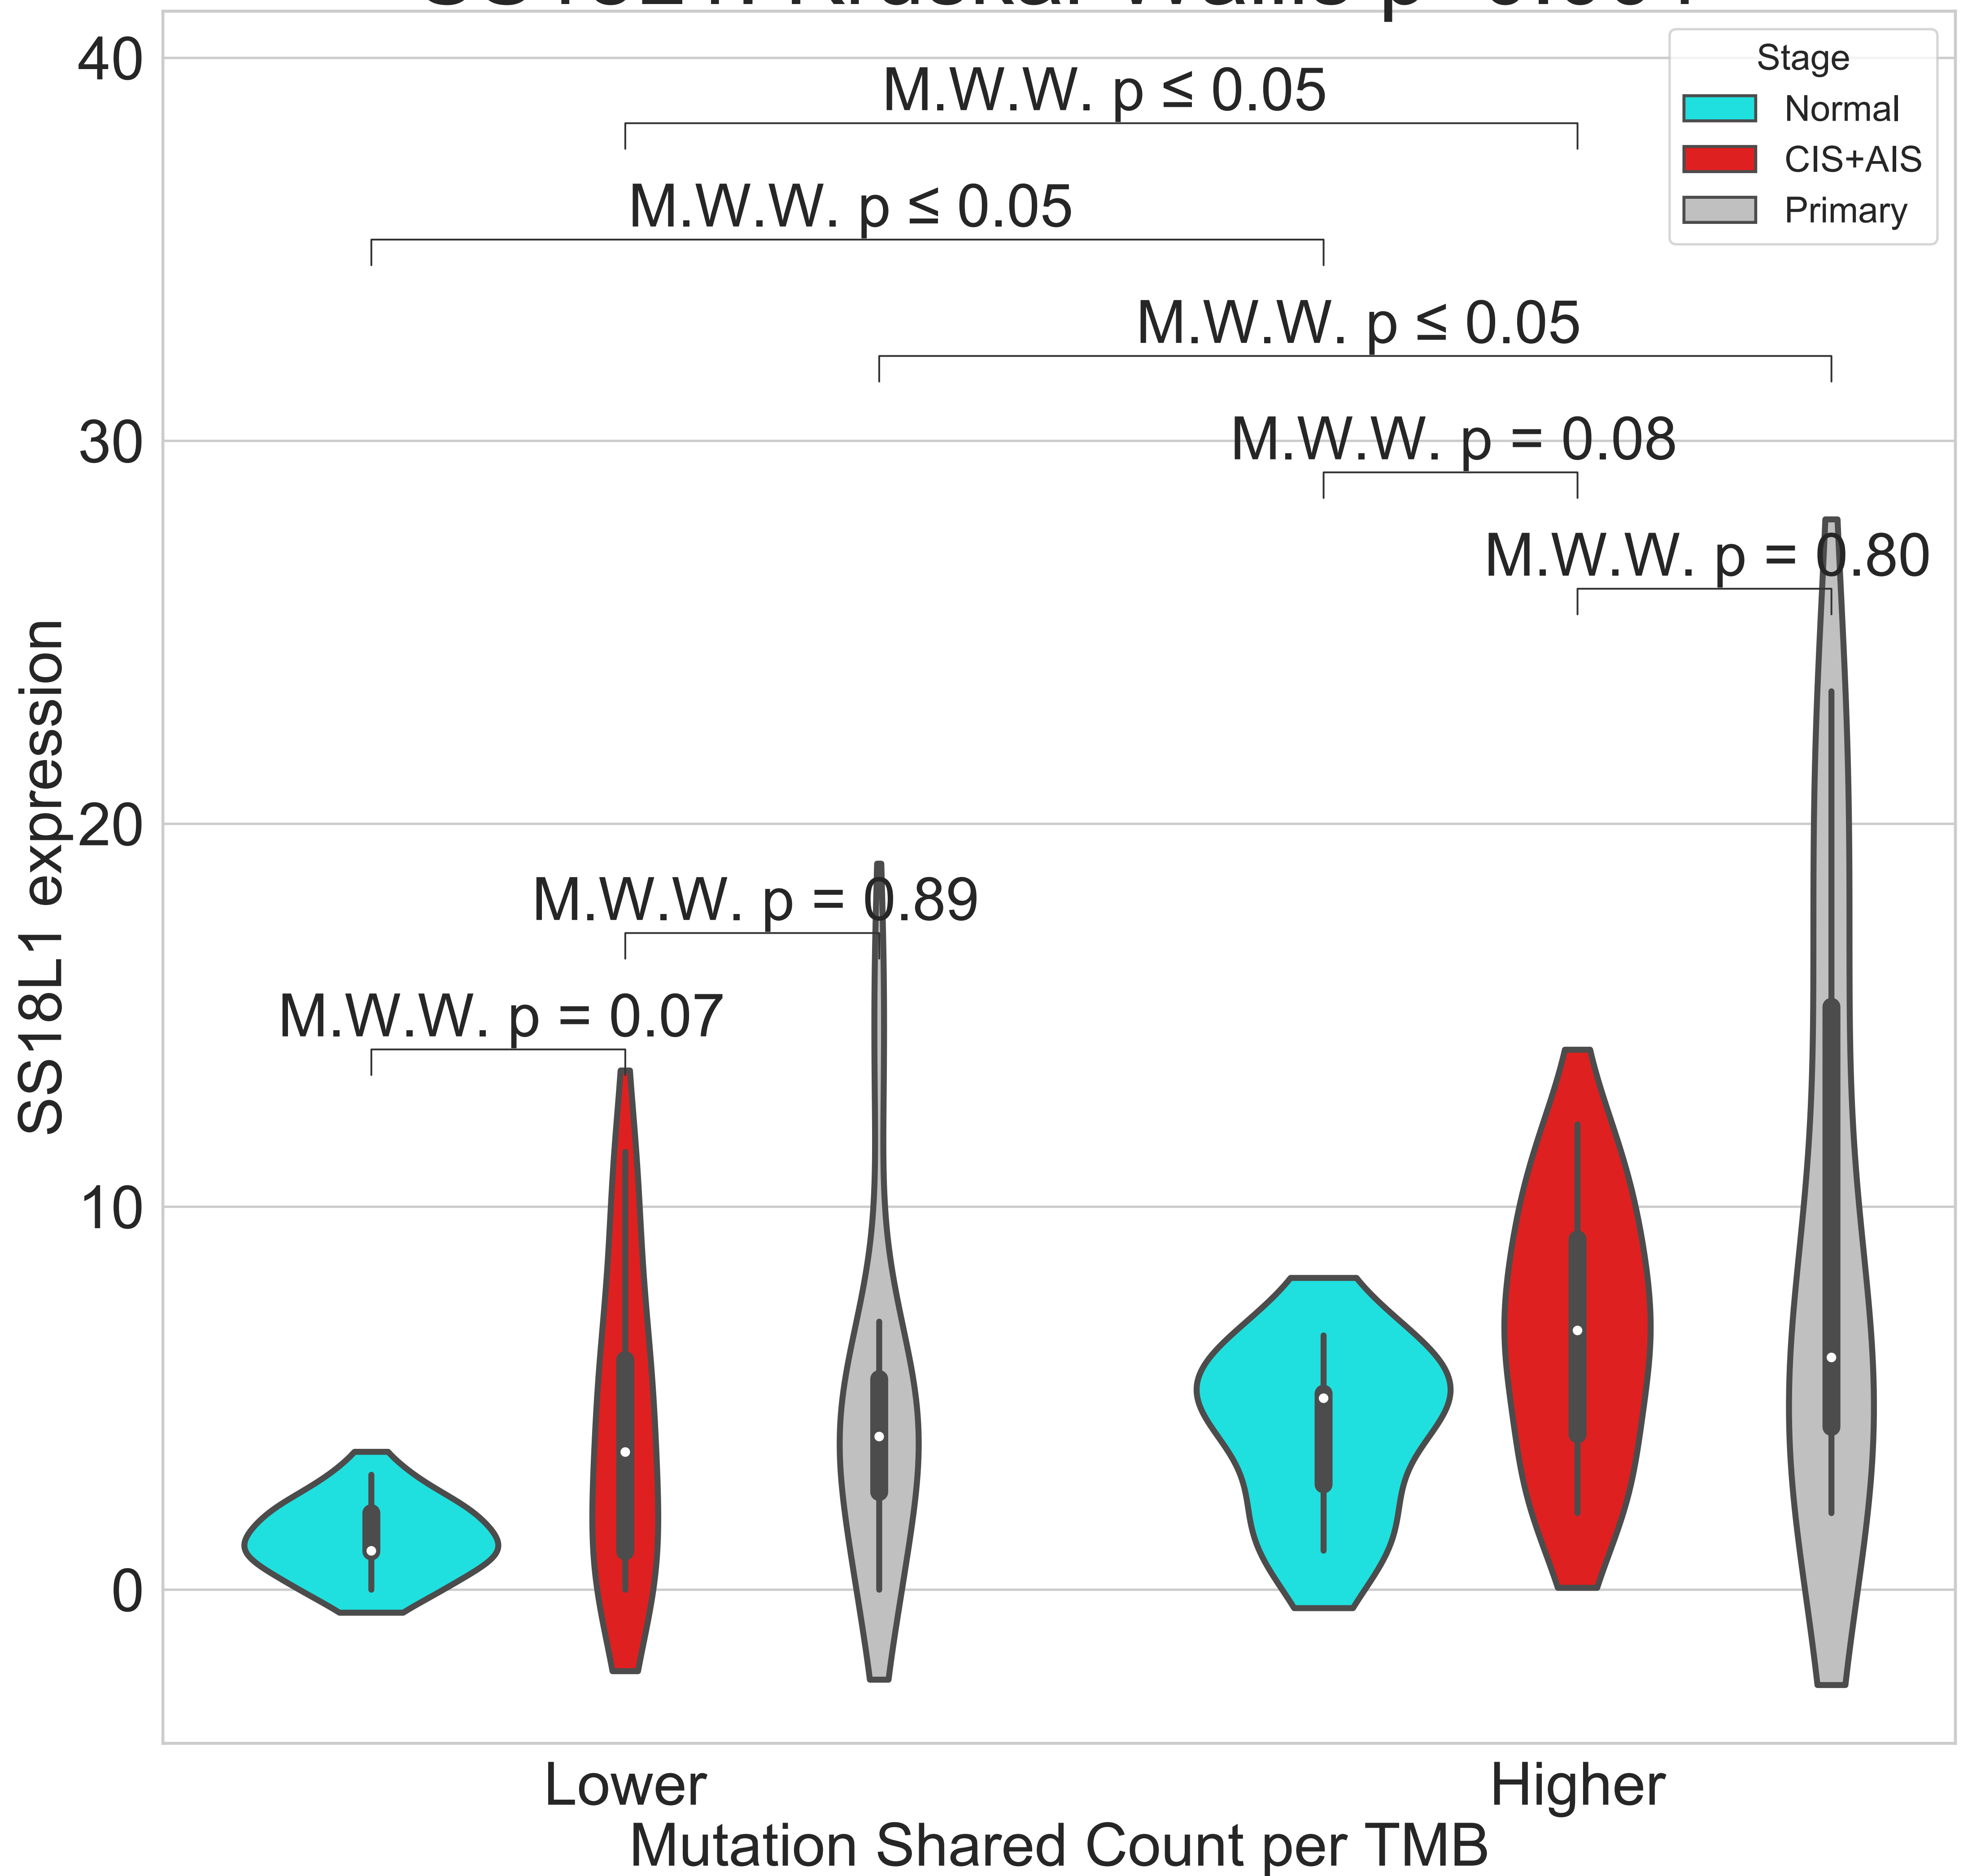 40
M.W.W. p ≤ 0.05
M.W.W. p ≤ 0.05
M.W.W. p ≤ 0.05
30
M.W.W. p = 0.08
M.W.W. p = 0.80
20
M.W.W. p = 0.89
M.W.W. p = 0.07
10
0
SS18L1 expression
Stage
Normal
CIS+AIS
Primary
Lower
Higher
Mutation Shared Count per TMB